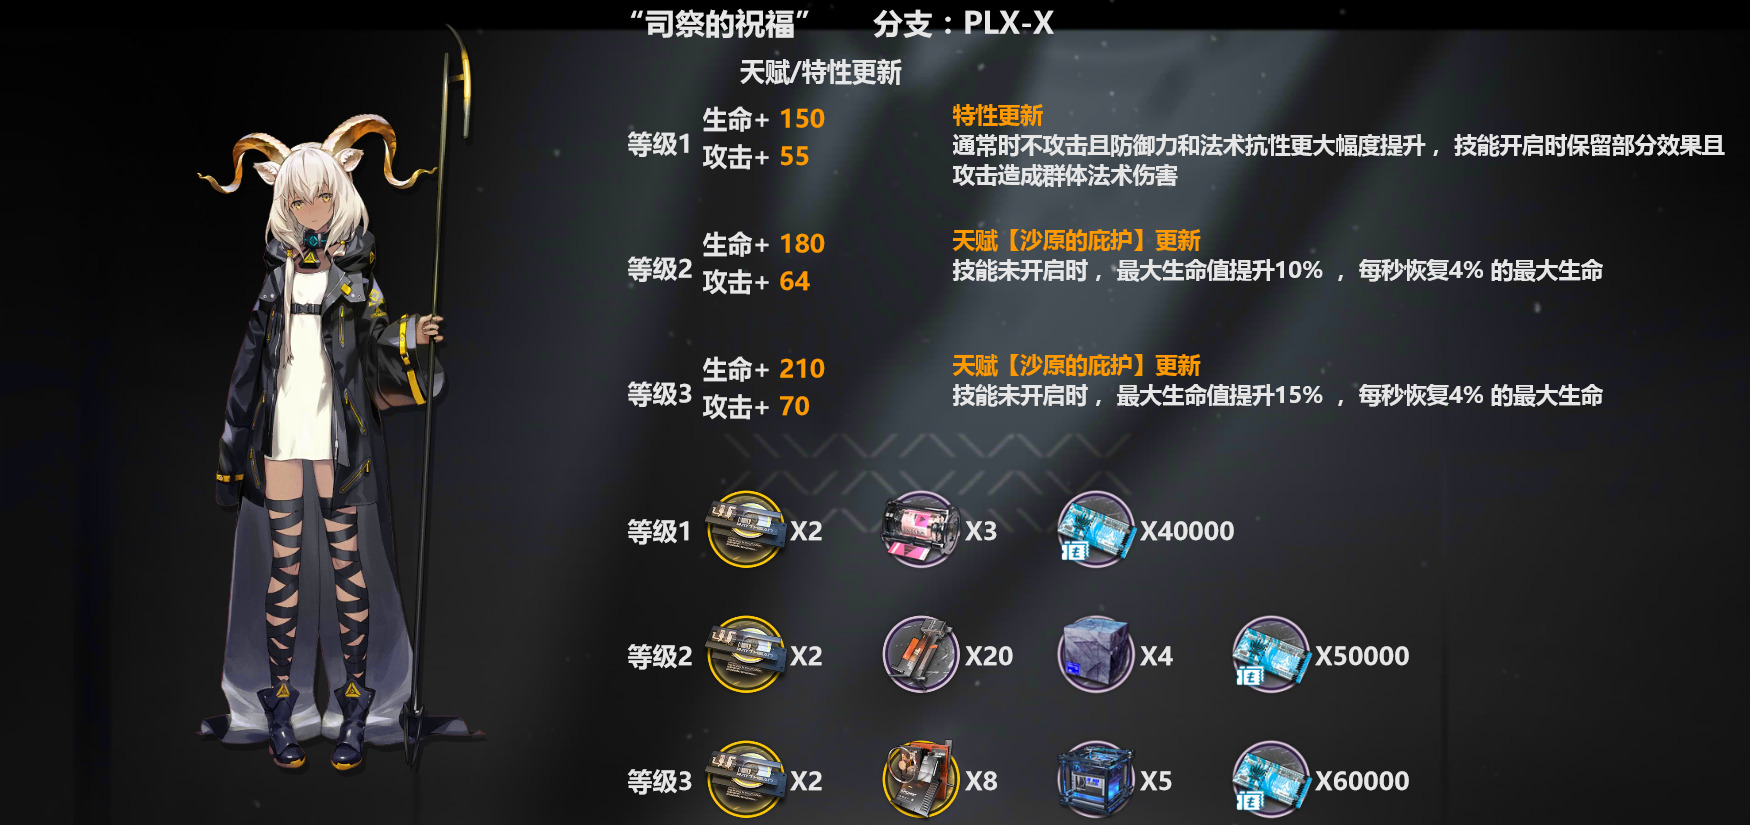 “司祭的祝福” 分支：PLX-X
天赋/特性更新
等级1
生命+ 150
攻击+ 55
特性更新
通常时不攻击且防御力和法术抗性更大幅度提升，技能开启时保留部分效果且
攻击造成群体法术伤害
等级2
生命+ 180
攻击+ 64
天赋【沙原的庇护】更新
技能未开启时，最大生命值提升10% ，每秒恢复4% 的最大生命
等级3
生命+ 210
攻击+ 70
天赋【沙原的庇护】更新
技能未开启时，最大生命值提升15% ，每秒恢复4% 的最大生命
等级1 X2 X3 X40000
等级2 X2 X20 X4 X50000
等级3 X2 X8 X5 X60000